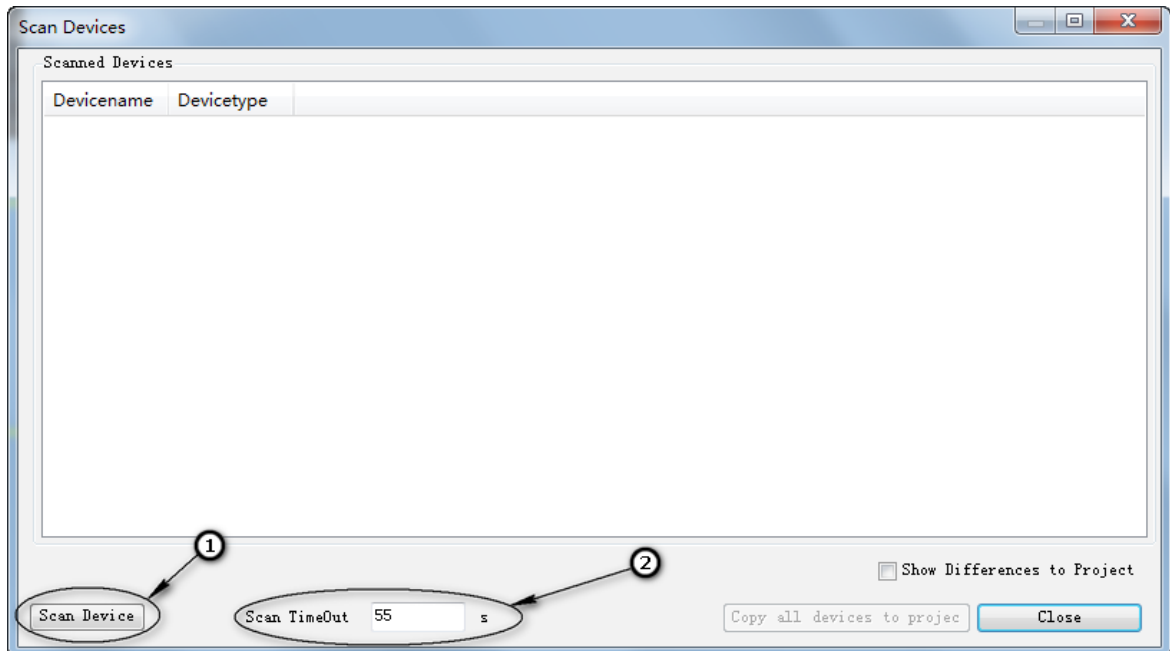 Scan Devices
Scanned Devices
Devicename Devicetype
1
2
Show Differences to Project
Scan Device Scan TimeOut 55 s Copy all devices to projec Close